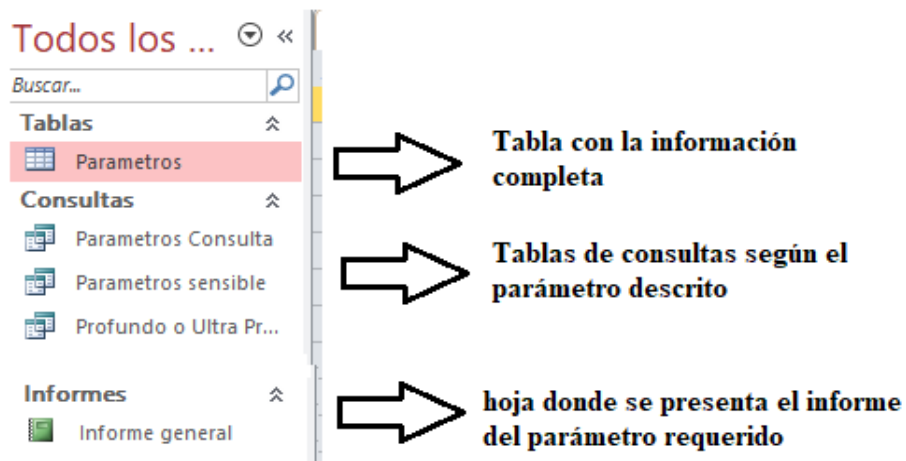 Todos los ... «
Buscar...
Tablas
Parametros
Tabla con la información
completa
Consultas
Parametros Consulta
Parametros sensible
Profundo o Ultra Pr...
Tablas de consultas según el
parámetro descrito
Informes
Informe general
hoja donde se presenta el informe
del parámetro requerido